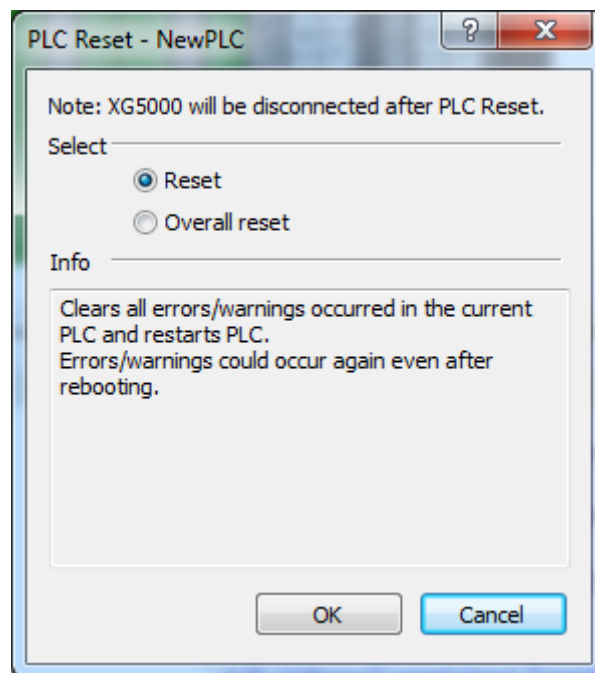 PLC Reset - NewPLC
Note: XG5000 will be disconnected after PLC Reset.
Select
Reset
Overall reset
Info
Clears all errors/warnings occurred in the current
PLC and restarts PLC.
Errors/warnings could occur again even after
rebooting.
OK Cancel